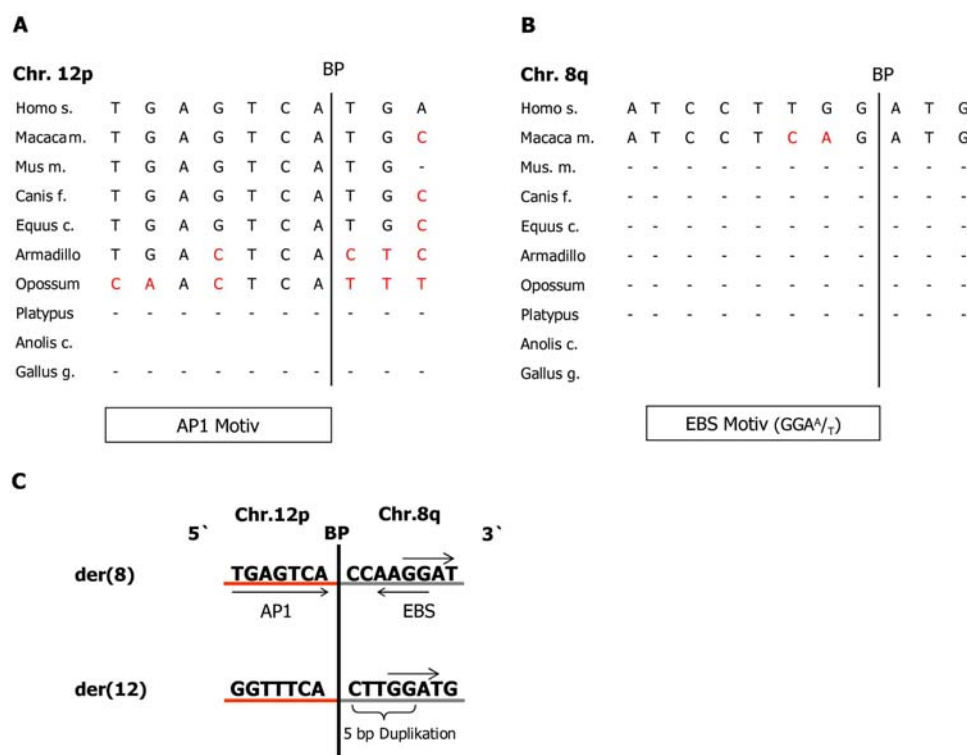 A
Chr. 12p
BP
Homo s. T G A G T C A T G A
Macaca m. T G A G T C A T G C
Mus m. T G A G T C A T G -
Canis f. T G A G T C A T G C
Equus c. T G A G T C A T G C
Armadillo T G A C T C A C T C
Opossum C A A C T C A T T T
Platypus - - - - - - - - - -
Anolis c.
Gallus g. - - - - - - - - - -
AP1 Motiv
B
Chr. 8q
BP
Homo s. A T C C T T G G A T G
Macaca m. A T C C T C A G A T G
Mus. m. - - - - - - - - - - -
Canis f. - - - - - - - - - - -
Equus c. - - - - - - - - - - -
Armadillo - - - - - - - - - - -
Opossum - - - - - - - - - - -
Platypus - - - - - - - - - - -
Anolis c.
Gallus g.
EBS Motiv (GGAA/T)
C
Chr.12p Chr.8q
5` BP 3`
der(8) TGAGTCA CCAAGGAT
AP1 EBS
der(12) GGTTTCA CTTGGATG
5 bp Duplikation